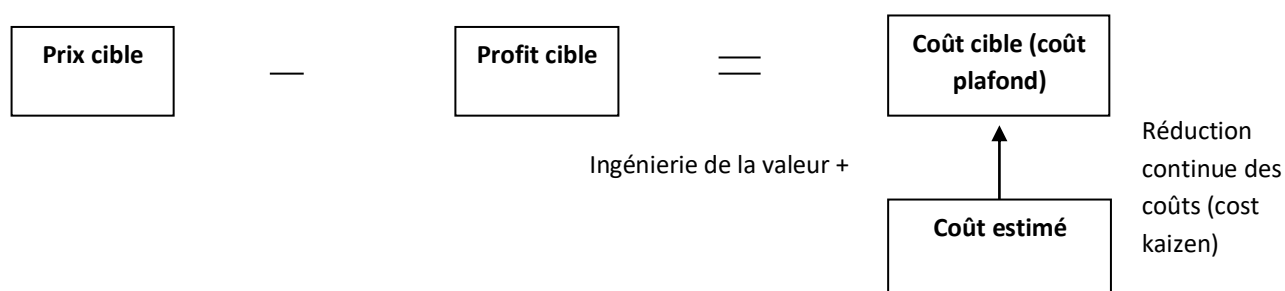 Prix cible
Profit cible
Coût cible (coût
plafond)
Ingénierie de la valeur +
Réduction
continue des
coûts (cost
kaizen)
Coût estimé